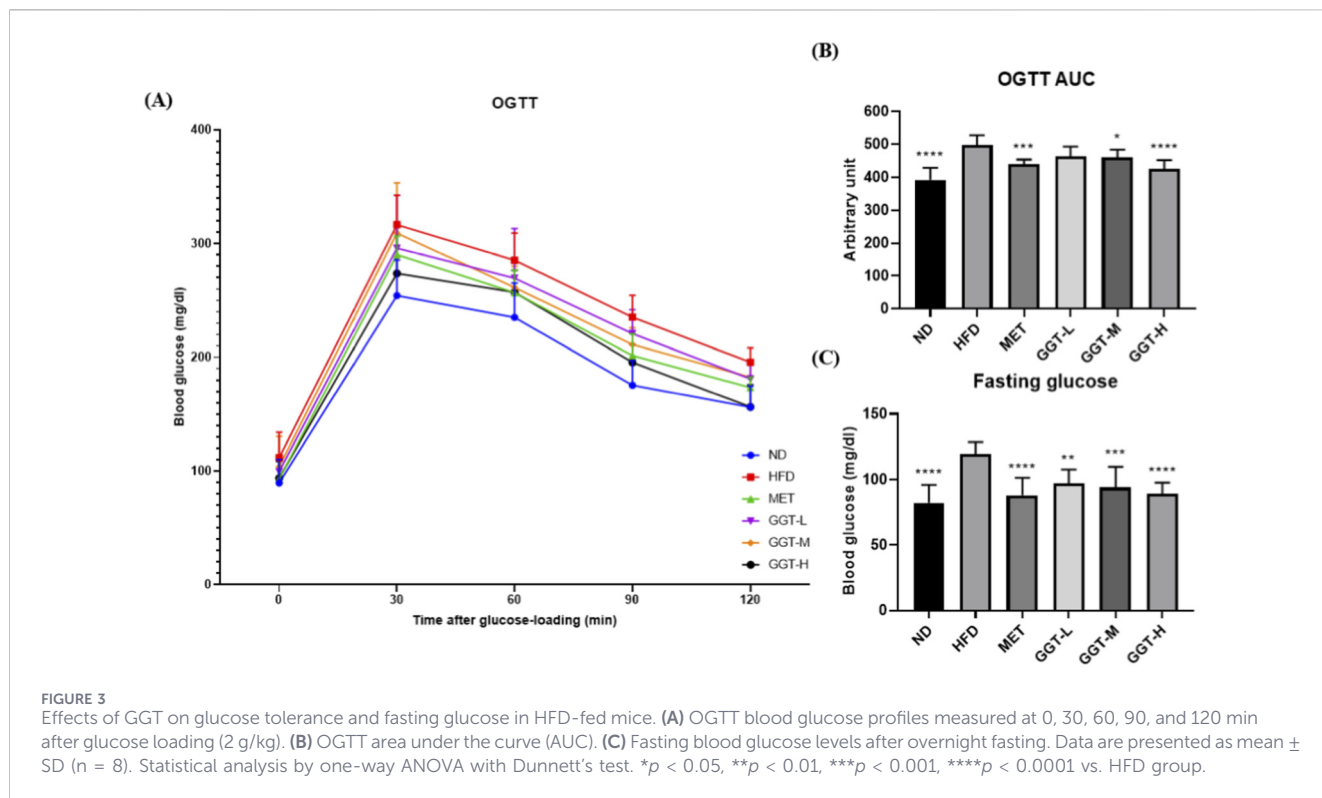 (A)
OGTT
Blood glucose (mg/dl)
400
300
200
100
0
0 30 60 90 120
Time after glucose-loading (min)
ND
HFD
MET
GGT-L
GGT-M
GGT-H
(B)
OGTT AUC
Arbitrary unit
600
500
400
300
200
100
0
**** *** * ****
ND HFD MET GGT-L GGT-M GGT-H
(C)
Fasting glucose
Blood glucose (mg/dl)
150
100
50
0
**** **** ** *** ****
ND HFD MET GGT-L GGT-M GGT-H
FIGURE 3
Effects of GGT on glucose tolerance and fasting glucose in HFD-fed mice. (A) OGTT blood glucose profiles measured at 0, 30, 60, 90, and 120 min
after glucose loading (2 g/kg). (B) OGTT area under the curve (AUC). (C) Fasting blood glucose levels after overnight fasting. Data are presented as mean ±
SD (n = 8). Statistical analysis by one-way ANOVA with Dunnett's test. *p < 0.05, **p < 0.01, ***p < 0.001, ****p < 0.0001 vs. HFD group.